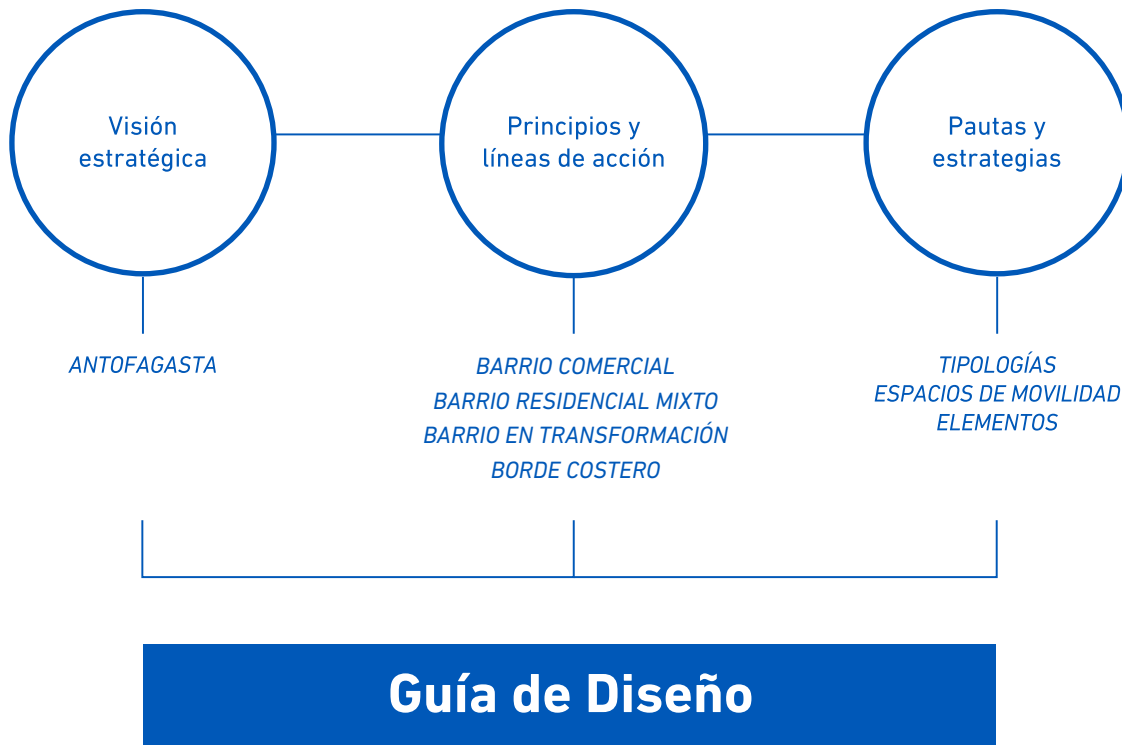 Visión
estratégica
Principios y
líneas de acción
Pautas y
estrategias
ANTOFAGASTA
BARRIO COMERCIAL
BARRIO RESIDENCIAL MIXTO
BARRIO EN TRANSFORMACIÓN
BORDE COSTERO
TIPOLOGÍAS
ESPACIOS DE MOVILIDAD
ELEMENTOS
Guía de Diseño